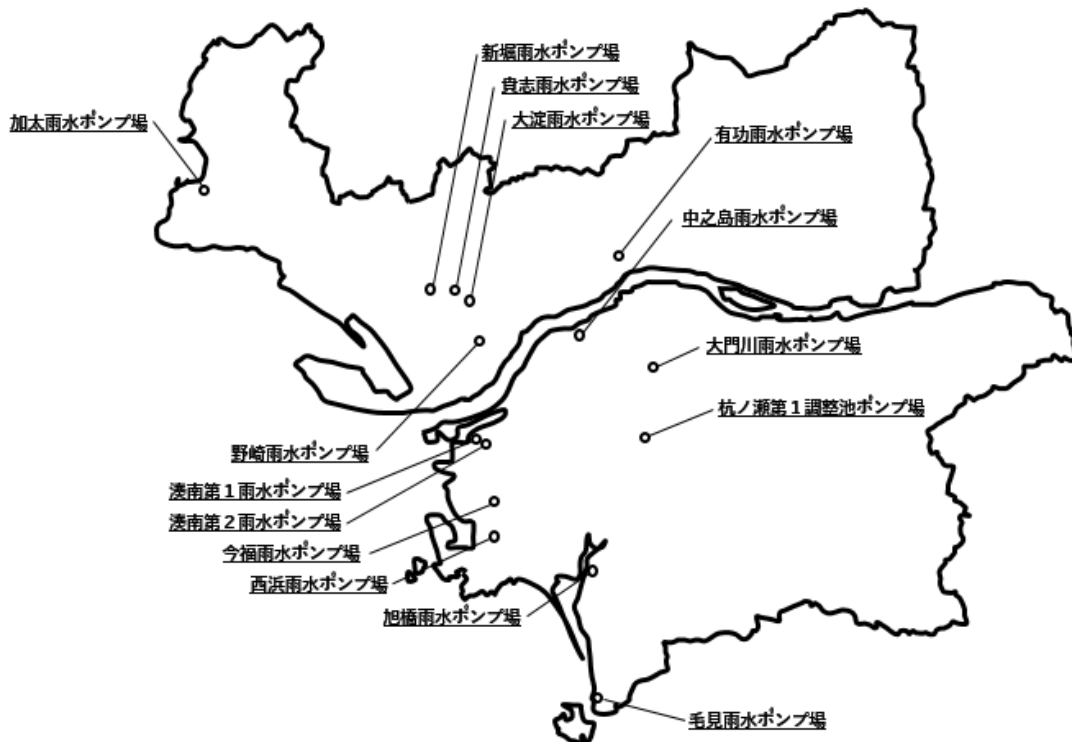 新堀雨水ポンプ場
貴志雨水ポンプ場
大淀雨水ポンプ場
加太雨水ポンプ場
有功雨水ポンプ場
中之島雨水ポンプ場
大門川雨水ポンプ場
杭ノ瀬第１調整池ポンプ場
野崎雨水ポンプ場
湊南第１雨水ポンプ場
湊南第２雨水ポンプ場
今福雨水ポンプ場
西浜雨水ポンプ場
旭橋雨水ポンプ場
毛見雨水ポンプ場